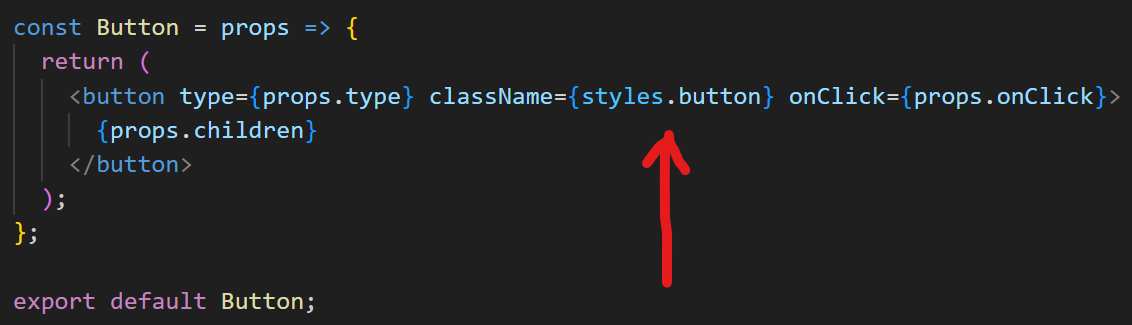 const Button = props => {
  return (
    <button type={props.type} className={styles.button} onClick={props.onClick}>
      {props.children}
    </button>
  );
};

export default Button;